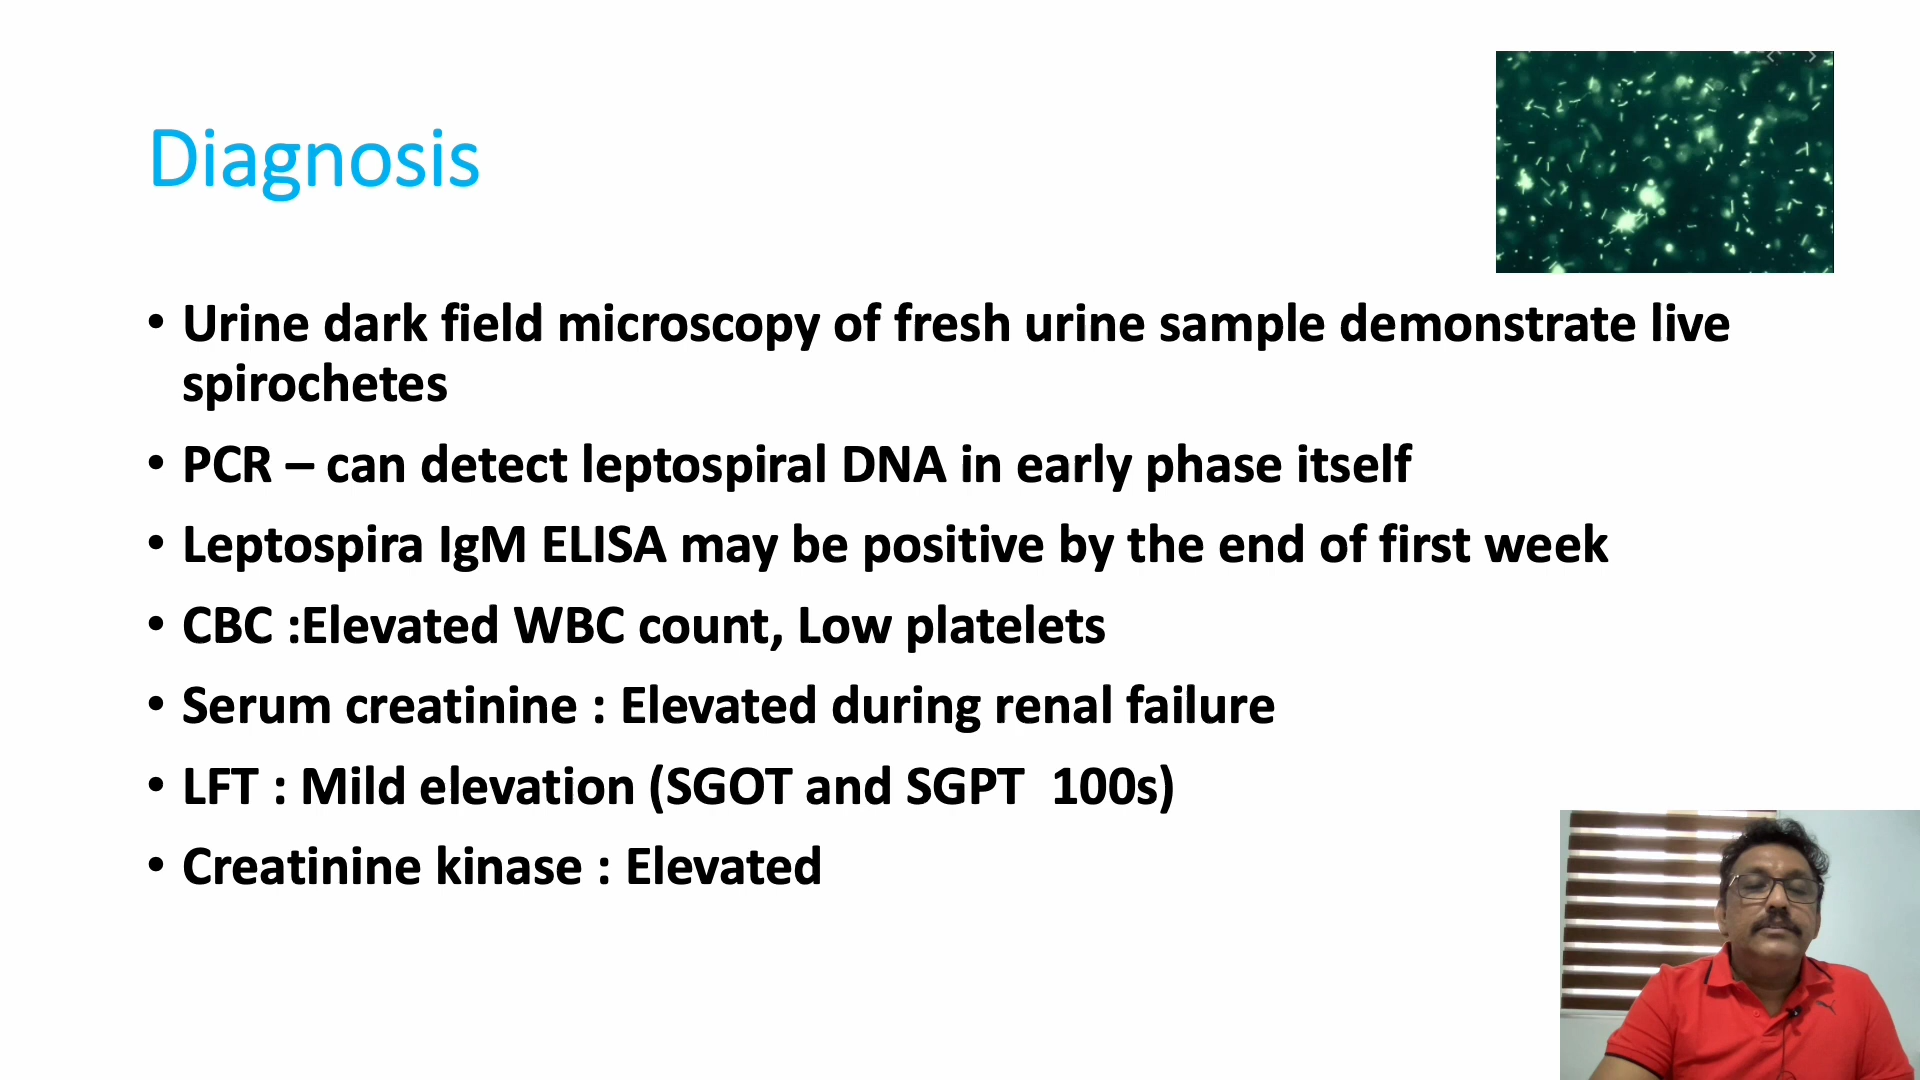 Diagnosis
• Urine dark field microscopy of fresh urine sample demonstrate live
spirochetes
• PCR – can detect leptospiral DNA in early phase itself
• Leptospira IgM ELISA may be positive by the end of first week
• CBC :Elevated WBC count, Low platelets
• Serum creatinine : Elevated during renal failure
• LFT : Mild elevation (SGOT and SGPT  100s)
• Creatinine kinase : Elevated